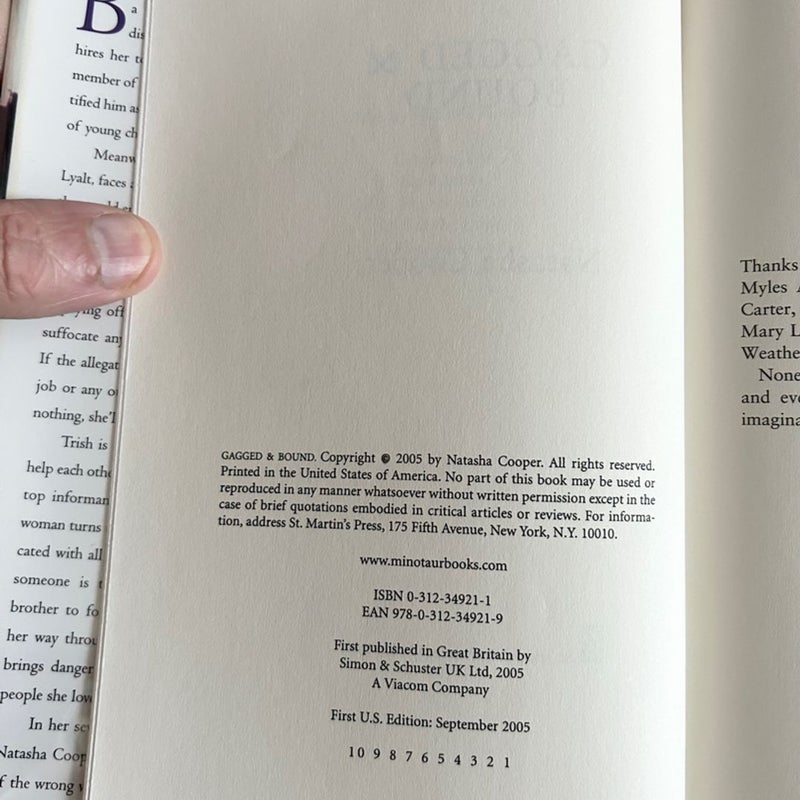 B a
dis
hires her t
member of
tified him as
of young ch
Meanw
Lyalt, faces
ying off
suffocate any
If the allegat
job or any o
nothing, she'l
Trish is
help each othe
top informan
woman turns
cated with all
someone is t
brother to fo
her way throu
brings danger
people she lov
In her se
Natasha Coop
f the wrong
GAGGED & BOUND. Copyright © 2005 by Natasha Cooper. All rights reserved.
Printed in the United States of America. No part of this book may be used or
reproduced in any manner whatsoever without written permission except in the
case of brief quotations embodied in critical articles or reviews. For informa-
tion, address St. Martin's Press, 175 Fifth Avenue, New York, N.Y. 10010.
www.minotaurbooks.com
ISBN 0-312-34921-1
EAN 978-0-312-34921-9
First published in Great Britain by
Simon & Schuster UK Ltd, 2005
A Viacom Company
First U.S. Edition: September 2005
10 9 8 7 6 5 4 3 2 1
Thanks
Myles
Carter,
Mary L
Weathe
None
and eve
imagina